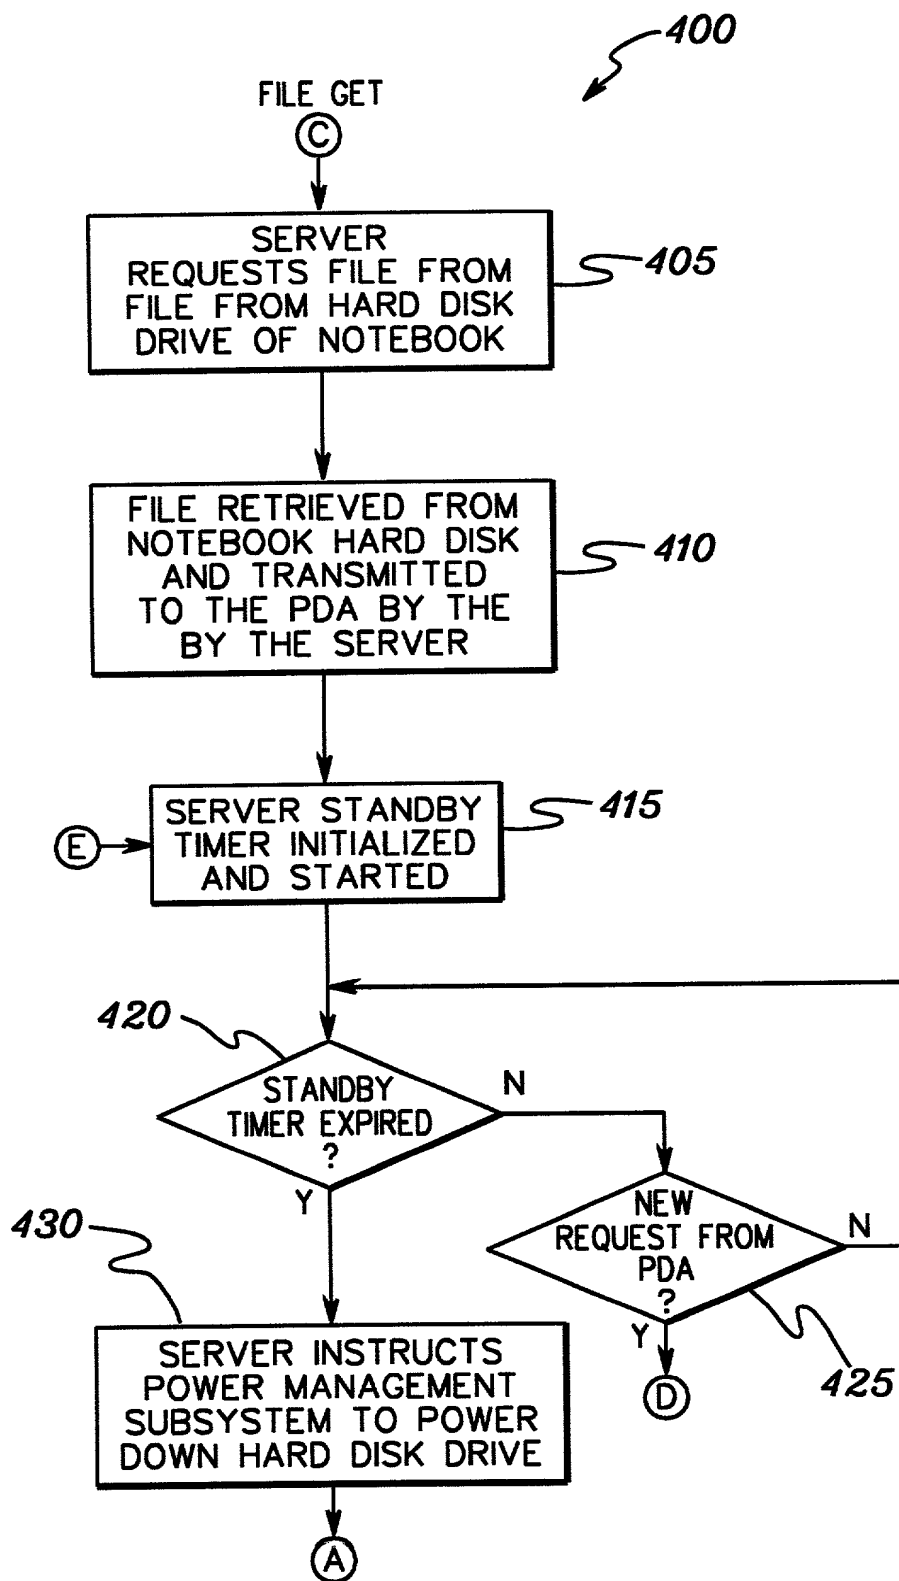 400
FILE GET
C
SERVER
REQUESTS FILE FROM
FILE FROM HARD DISK
DRIVE OF NOTEBOOK
405
FILE RETRIEVED FROM
NOTEBOOK HARD DISK
AND TRANSMITTED
TO THE PDA BY THE
BY THE SERVER
410
E
SERVER STANDBY
TIMER INITIALIZED
AND STARTED
415
420
STANDBY
TIMER EXPIRED
?
N
Y
NEW
REQUEST FROM
PDA
?
N
Y
425
D
430
SERVER INSTRUCTS
POWER MANAGEMENT
SUBSYSTEM TO POWER
DOWN HARD DISK DRIVE
A